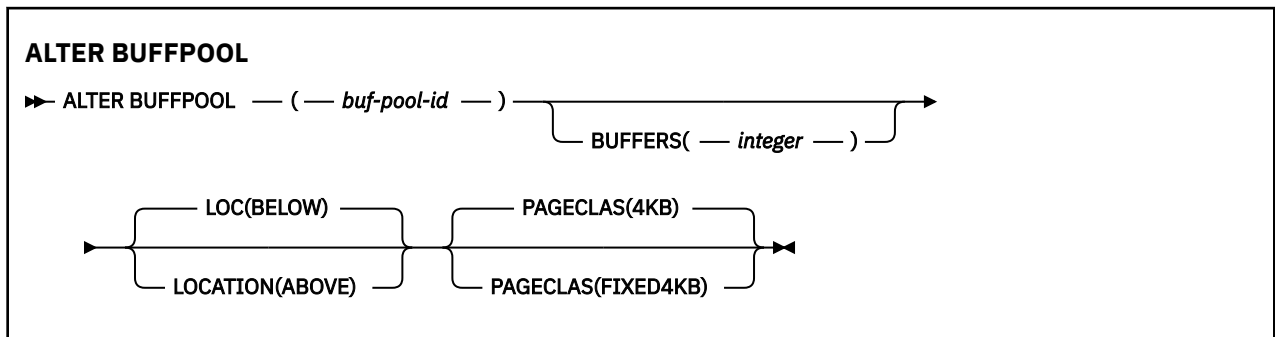 ALTER BUFFPOOL
ALTER BUFFPOOL ( buf-pool-id )
BUFFERS( integer )
LOC(BELOW) PAGECLAS(4KB)
LOCATION(ABOVE) PAGECLAS(FIXED4KB)